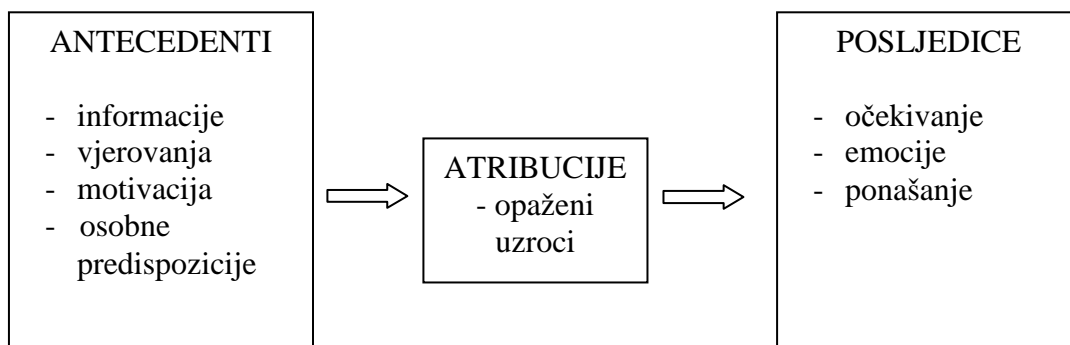 ANTECEDENTI
- informacije
- vjerovanja
- motivacija
- osobne
predispozicije
ATRIBUCIJE
- opaženi
uzroci
POSLJEDICE
- očekivanje
- emocije
- ponašanje